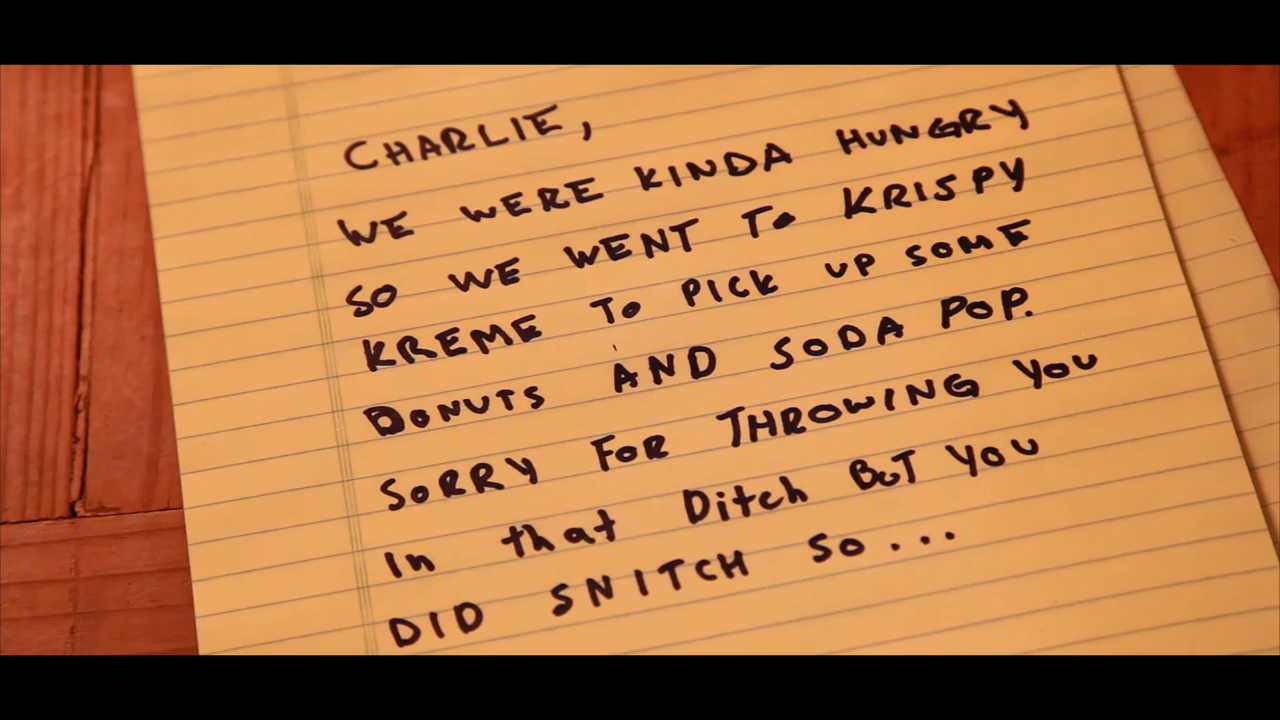 CHARLIE,
WE WERE KINDA HUNGRY
SO WE WENT TO KRISPY
KREME TO PICK UP SOME
DONUTS AND SODA POP.
SORRY FOR THROWING YOU
In that Ditch BUT YOU
DID SNITCH SO...